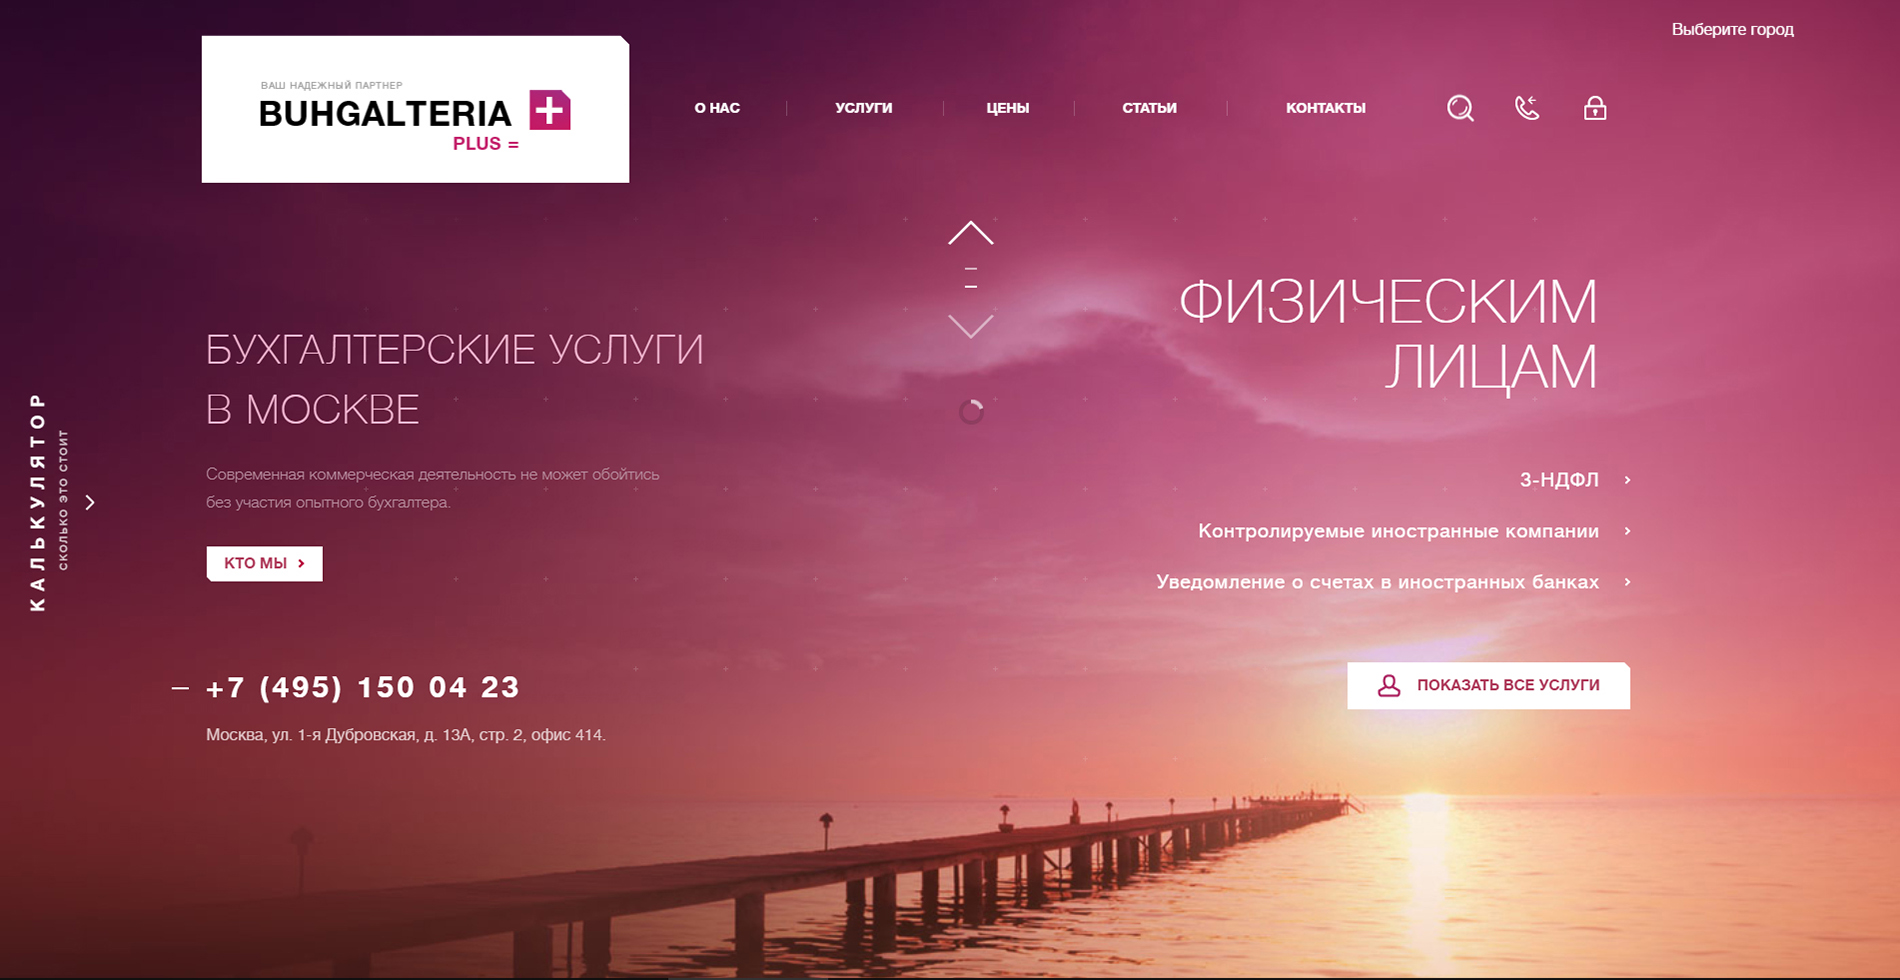 Выберите город
ВАШ НАДЕЖНЫЙ ПАРТНЕР
BUHGALTERIA
PLUS =
О НАС
УСЛУГИ
ЦЕНЫ
СТАТЬИ
КОНТАКТЫ
КАЛЬКУЛЯТОР
сколько это стоит
БУХГАЛТЕРСКИЕ УСЛУГИ
В МОСКВЕ
Современная коммерческая деятельность не может обойтись
без участия опытного бухгалтера.
КТО МЫ
+7 (495) 150 04 23
Москва, ул. 1-я Дубровская, д. 13А, стр. 2, офис 414.
ФИЗИЧЕСКИМ
ЛИЦАМ
3-НДФЛ
Контролируемые иностранные компании
Уведомление о счетах в иностранных банках
ПОКАЗАТЬ ВСЕ УСЛУГИ